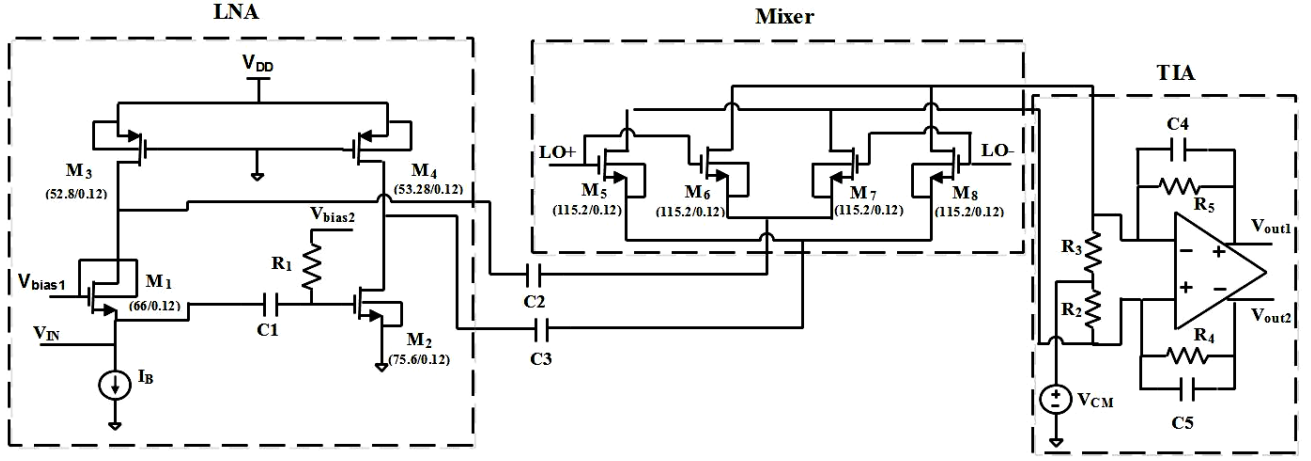 LNA
Mixer
TIA
VDD
M3
(52.8/0.12)
M4
(53.28/0.12)
Vbias2
R1
Vbias1
M1
(66/0.12)
VIN
C1
M2
(75.6/0.12)
IB
C2
C3
LO+
M5
(115.2/0.12)
M6
(115.2/0.12)
M7
(115.2/0.12)
M8
(115.2/0.12)
LO-
C4
R5
R3
R2
Vout1
Vout2
R4
C5
VCM